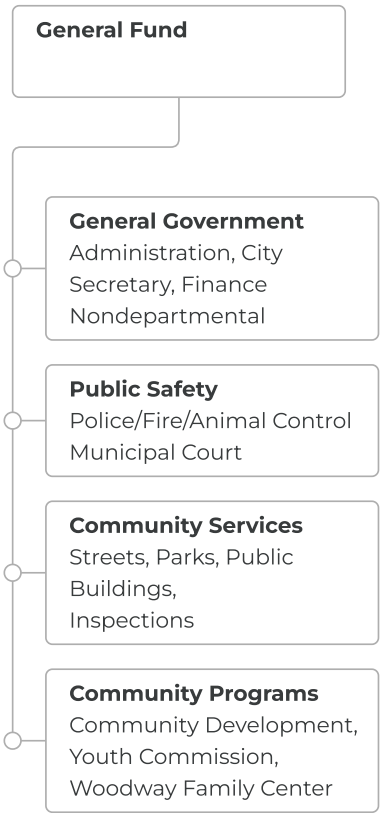 General Fund
General Government
Administration, City
Secretary, Finance
Nondepartmental
Public Safety
Police/Fire/Animal Control
Municipal Court
Community Services
Streets, Parks, Public
Buildings,
Inspections
Community Programs
Community Development,
Youth Commission,
Woodway Family Center